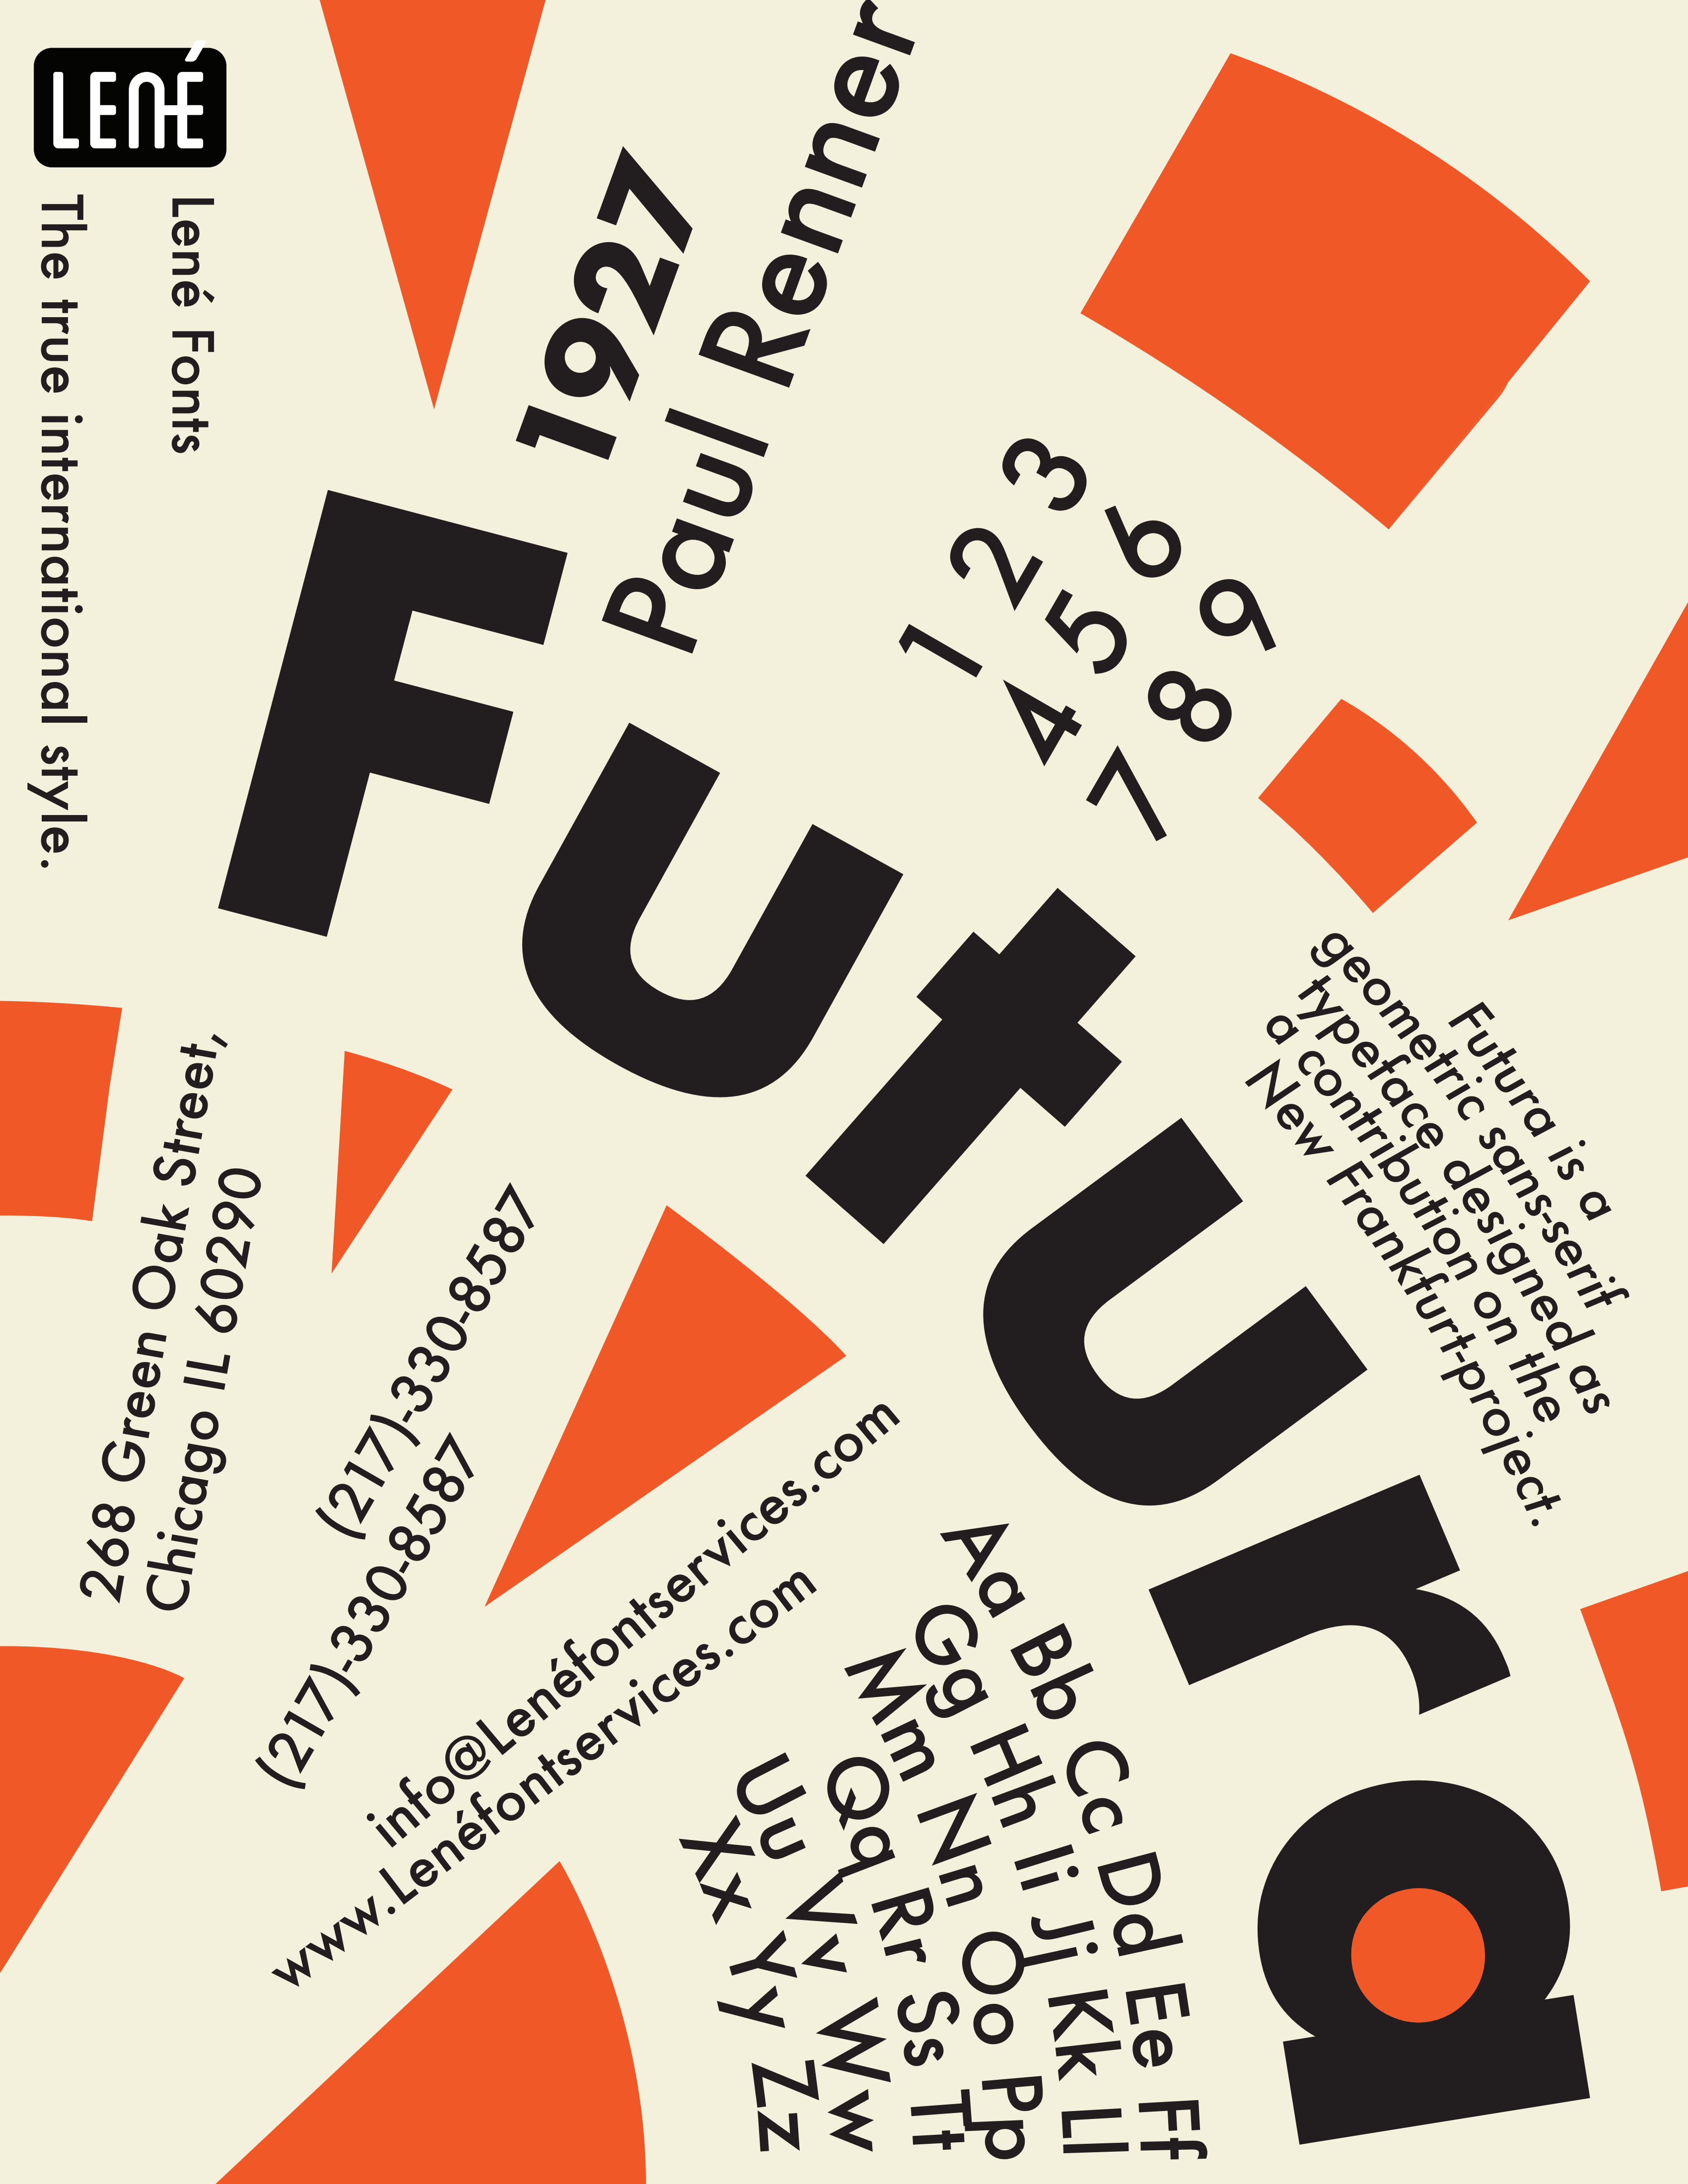 LENÉ
Lené Fonts
The true intermational style.
1927
Paul Renner
1 2 3
4 5 6
7 8 9
Futura
Futura is a
geometric sans-serif
typeface designed as
a contribution on the
New Frankfurt-project.
268 Green Oak Street,
Chicago IL 60290
(217)-330-8587
(217)-330-8587
info@Lenéfontservices.com
www.Lenéfontservices.com
Aa Bb Cc Dd Ee Ff
Gg Hh Ii Jj Kk Ll
Mm Nn Oo Pp
Qq Rr Ss Tt
Uu Vv Ww
Xx Yy Zz